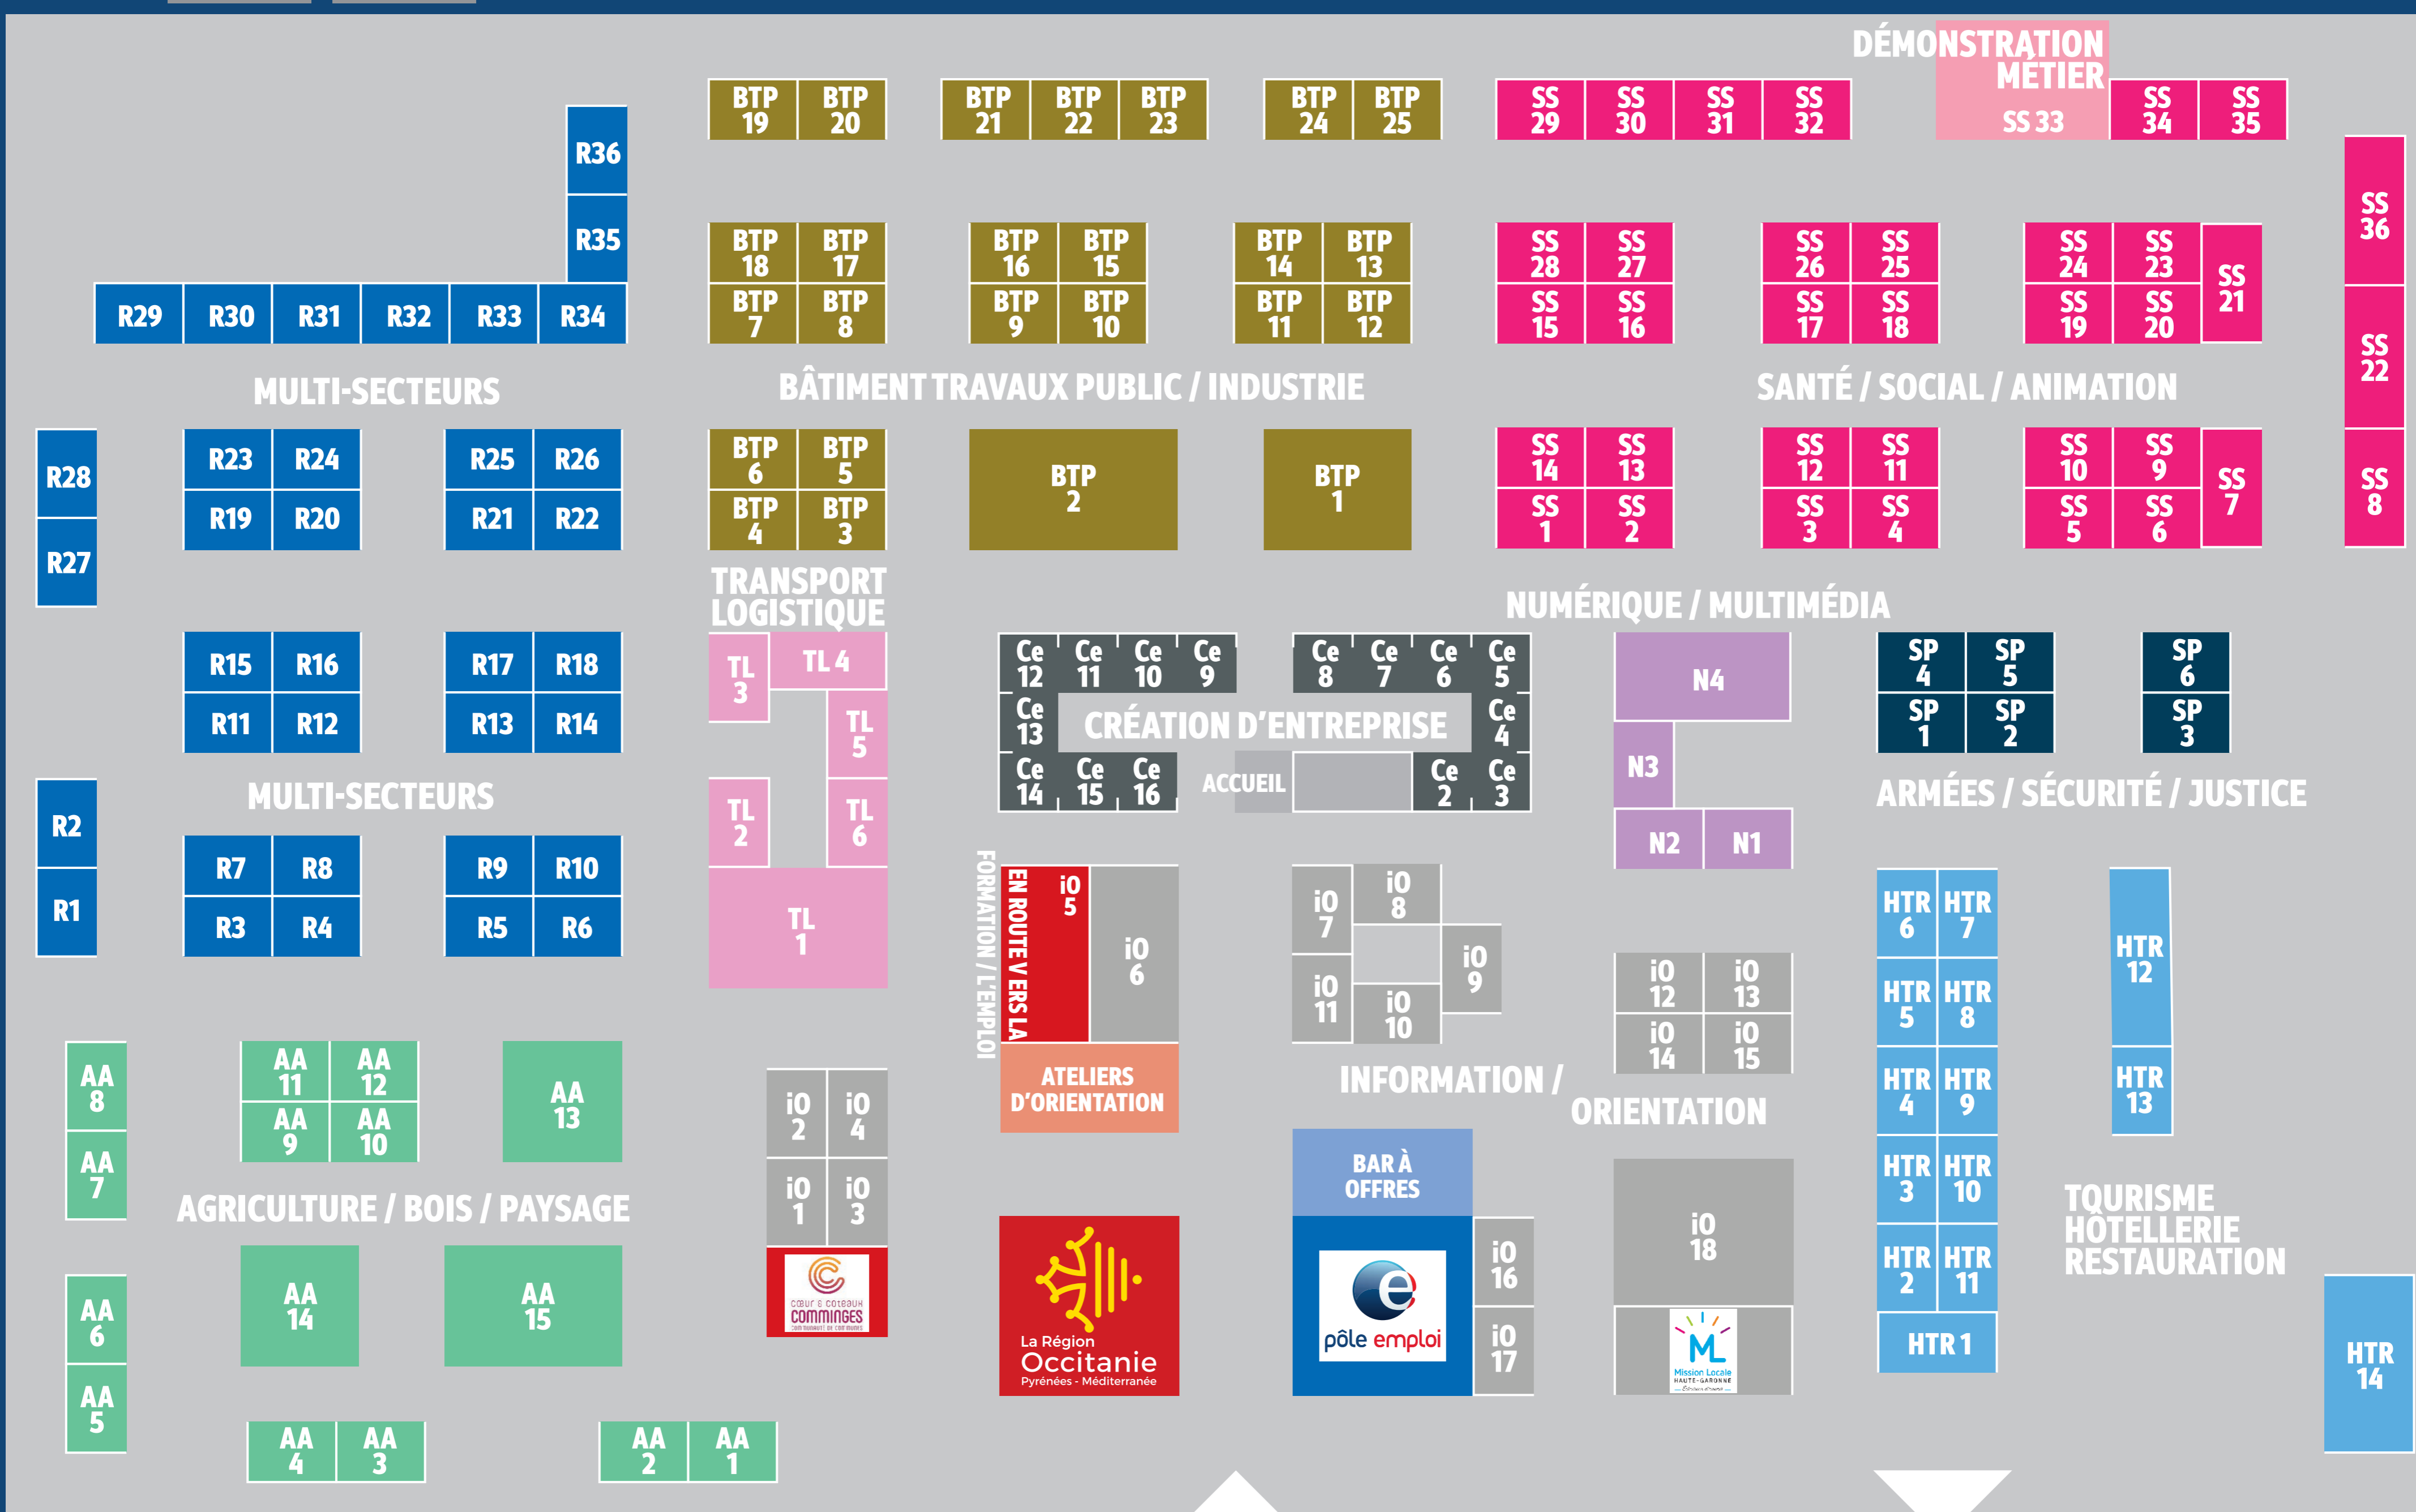 DÉMONSTRATION
MÉTIER
SS 33
BTP
19
BTP
20
BTP
21
BTP
22
BTP
23
BTP
24
BTP
25
SS
29
SS
30
SS
31
SS
32
SS
34
SS
35
R36
R35
SS
36
BTP
18
BTP
17
BTP
16
BTP
15
BTP
14
BTP
13
SS
28
SS
27
SS
26
SS
25
SS
24
SS
23
SS
21
R29
R30
R31
R32
R33
R34
BTP
7
BTP
8
BTP
9
BTP
10
BTP
11
BTP
12
SS
15
SS
16
SS
17
SS
18
SS
19
SS
20
SS
22
MULTI-SECTEURS
BÂTIMENT TRAVAUX PUBLIC / INDUSTRIE
SANTÉ / SOCIAL / ANIMATION
R28
R23
R24
R25
R26
BTP
6
BTP
5
BTP
2
BTP
1
SS
14
SS
13
SS
12
SS
11
SS
10
SS
9
SS
7
SS
8
R27
R19
R20
R21
R22
BTP
4
BTP
3
SS
1
SS
2
SS
3
SS
4
SS
5
SS
6
TRANSPORT
LOGISTIQUE
NUMÉRIQUE / MULTIMÉDIA
R15
R16
R17
R18
TL
3
TL 4
Ce
12
Ce
11
Ce
10
Ce
9
Ce
8
Ce
7
Ce
6
Ce
5
N4
SP
4
SP
5
SP
6
R11
R12
R13
R14
TL
5
Ce
13
CRÉATION D'ENTREPRISE
Ce
4
N3
SP
1
SP
2
SP
3
MULTI-SECTEURS
Ce
14
Ce
15
Ce
16
ACCUEIL
Ce
2
Ce
3
ARMÉES / SÉCURITÉ / JUSTICE
R2
R1
TL
2
TL
6
N2
N1
R7
R8
R9
R10
R3
R4
R5
R6
TL
1
EN ROUTE V ERS LA
FORMATION / L'EMPLOI
iO
5
iO
6
iO
7
iO
8
iO
9
iO
11
iO
10
iO
12
iO
13
iO
14
iO
15
HTR
6
HTR
7
HTR
12
HTR
5
HTR
8
HTR
4
HTR
9
HTR
13
HTR
3
HTR
10
HTR
2
HTR
11
HTR 1
AA
8
AA
11
AA
12
AA
13
AA
7
AA
9
AA
10
iO
2
iO
4
iO
1
iO
3
ATELIERS
D'ORIENTATION
INFORMATION /
ORIENTATION
AGRICULTURE / BOIS / PAYSAGE
BAR À
OFFRES
iO
18
TOURISME
HÔTELLERIE
RESTAURATION
AA
6
AA
14
AA
15
AA
5
cœur & coteaux
COMMINGES
communauté de communes
La Région
Occitanie
Pyrénées - Méditerranée
pôle emploi
iO
16
iO
17
ML
Mission Locale
HAUTE-GARONNE
HTR
14
AA
4
AA
3
AA
2
AA
1